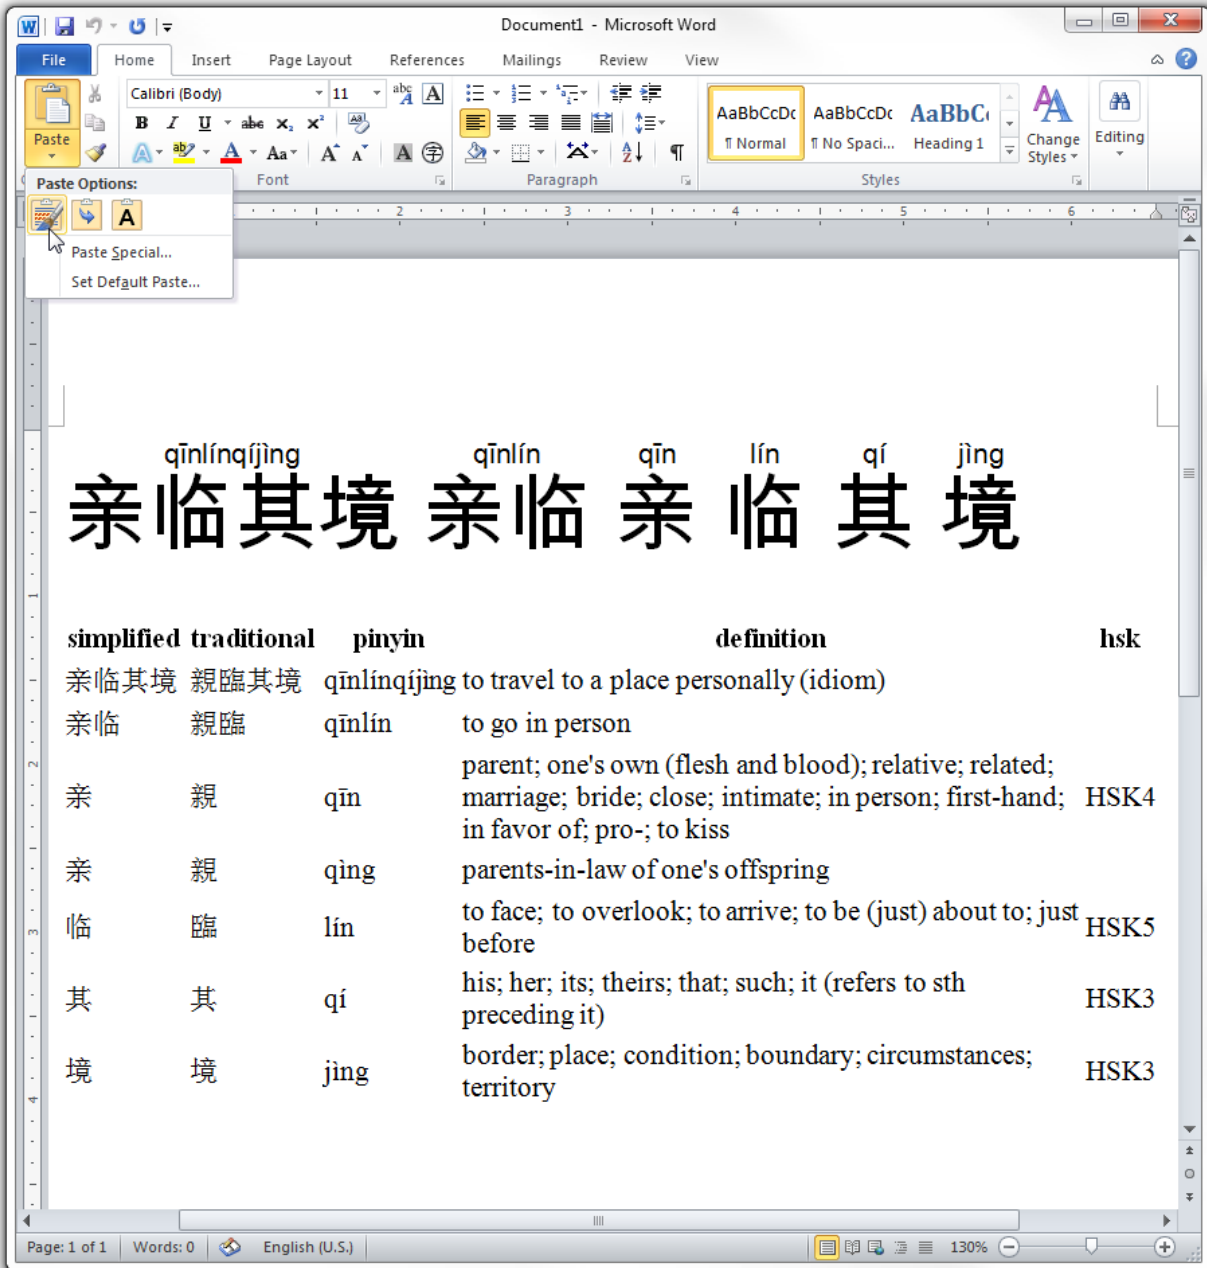 Document1 - Microsoft Word
File Home Insert Page Layout References Mailings Review View
Paste
Calibri (Body) 11
AaBbCcDc AaBbCcDc AaBbC
¶ Normal ¶ No Spaci... Heading 1
Change Styles
Editing
Font Paragraph Styles
Paste Options:
Paste Special...
Set Default Paste...
1 2 3 4 5 6
qīnlínqíjìng qīnlín qīn lín qí jìng
亲临其境 亲临 亲 临 其 境
simplified traditional pinyin definition hsk
亲临其境 親臨其境 qīnlínqíjìng to travel to a place personally (idiom)
亲临 親臨 qīnlín to go in person
parent; one's own (flesh and blood); relative; related;
亲 親 qīn marriage; bride; close; intimate; in person; first-hand; HSK4
in favor of; pro-; to kiss
亲 親 qìng parents-in-law of one's offspring
to face; to overlook; to arrive; to be (just) about to; just
临 臨 lín before HSK5
his; her; its; theirs; that; such; it (refers to sth
其 其 qí preceding it) HSK3
border; place; condition; boundary; circumstances;
境 境 jìng territory HSK3
Page: 1 of 1 Words: 0 English (U.S.) 130%